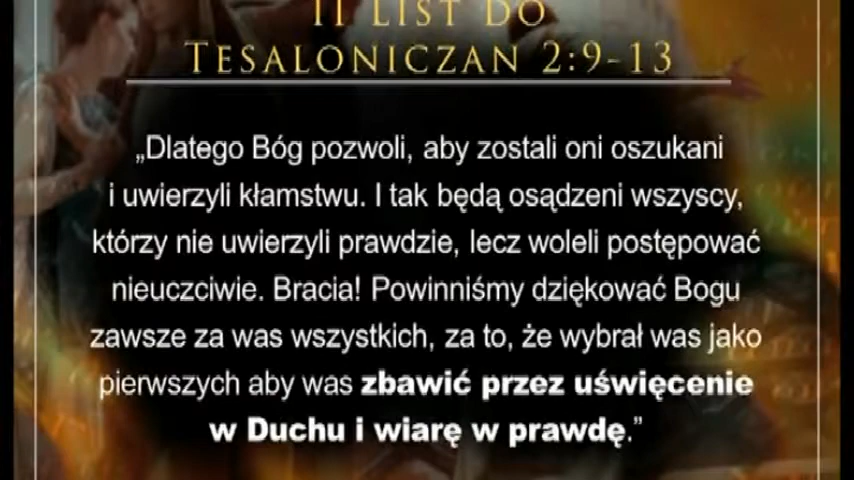 II LIST DO
TESALONICZAN 2:9-13
„Dlatego Bóg pozwoli, aby zostali oni oszukani
i uwierzyli kłamstwu. I tak będą osądzeni wszyscy,
którzy nie uwierzyli prawdzie, lecz woleli postępować
nieuczciwie. Bracia! Powinniśmy dziękować Bogu
zawsze za was wszystkich, za to, że wybrał was jako
pierwszych aby was zbawić przez uświęcenie
w Duchu i wiarę w prawdę.”